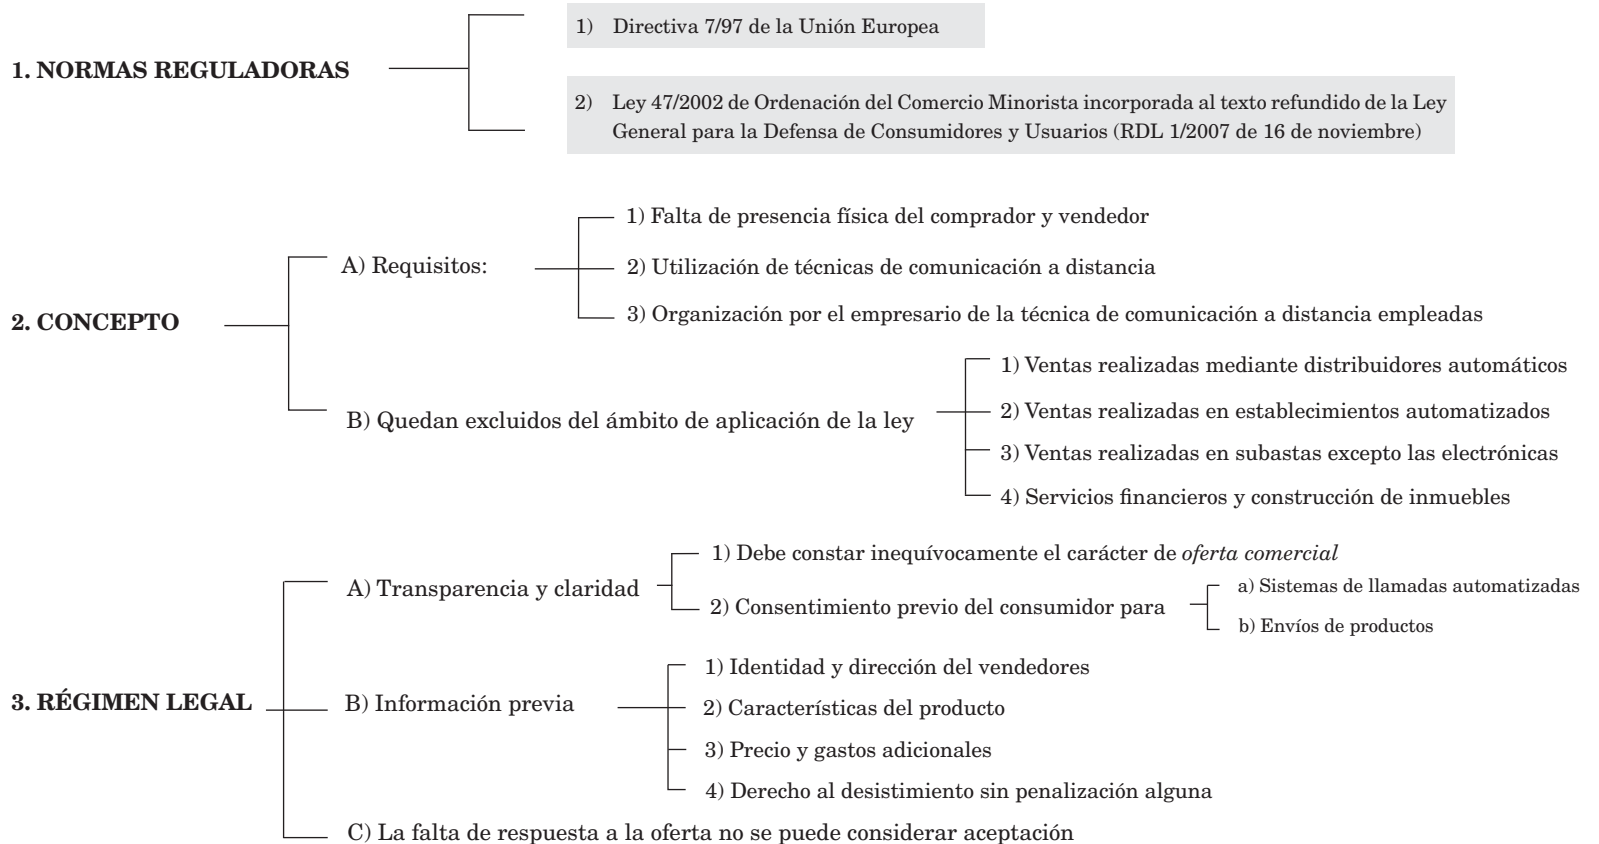 1. NORMAS REGULADORAS
1) Directiva 7/97 de la Unión Europea
2) Ley 47/2002 de Ordenación del Comercio Minorista incorporada al texto refundido de la Ley
General para la Defensa de Consumidores y Usuarios (RDL 1/2007 de 16 de noviembre)
2. CONCEPTO
A) Requisitos:
1) Falta de presencia física del comprador y vendedor
2) Utilización de técnicas de comunicación a distancia
3) Organización por el empresario de la técnica de comunicación a distancia empleadas
B) Quedan excluidos del ámbito de aplicación de la ley
1) Ventas realizadas mediante distribuidores automáticos
2) Ventas realizadas en establecimientos automatizados
3) Ventas realizadas en subastas excepto las electrónicas
4) Servicios financieros y construcción de inmuebles
3. RÉGIMEN LEGAL
A) Transparencia y claridad
1) Debe constar inequívocamente el carácter de oferta comercial
2) Consentimiento previo del consumidor para
a) Sistemas de llamadas automatizadas
b) Envíos de productos
B) Información previa
1) Identidad y dirección del vendedores
2) Características del producto
3) Precio y gastos adicionales
4) Derecho al desistimiento sin penalización alguna
C) La falta de respuesta a la oferta no se puede considerar aceptación